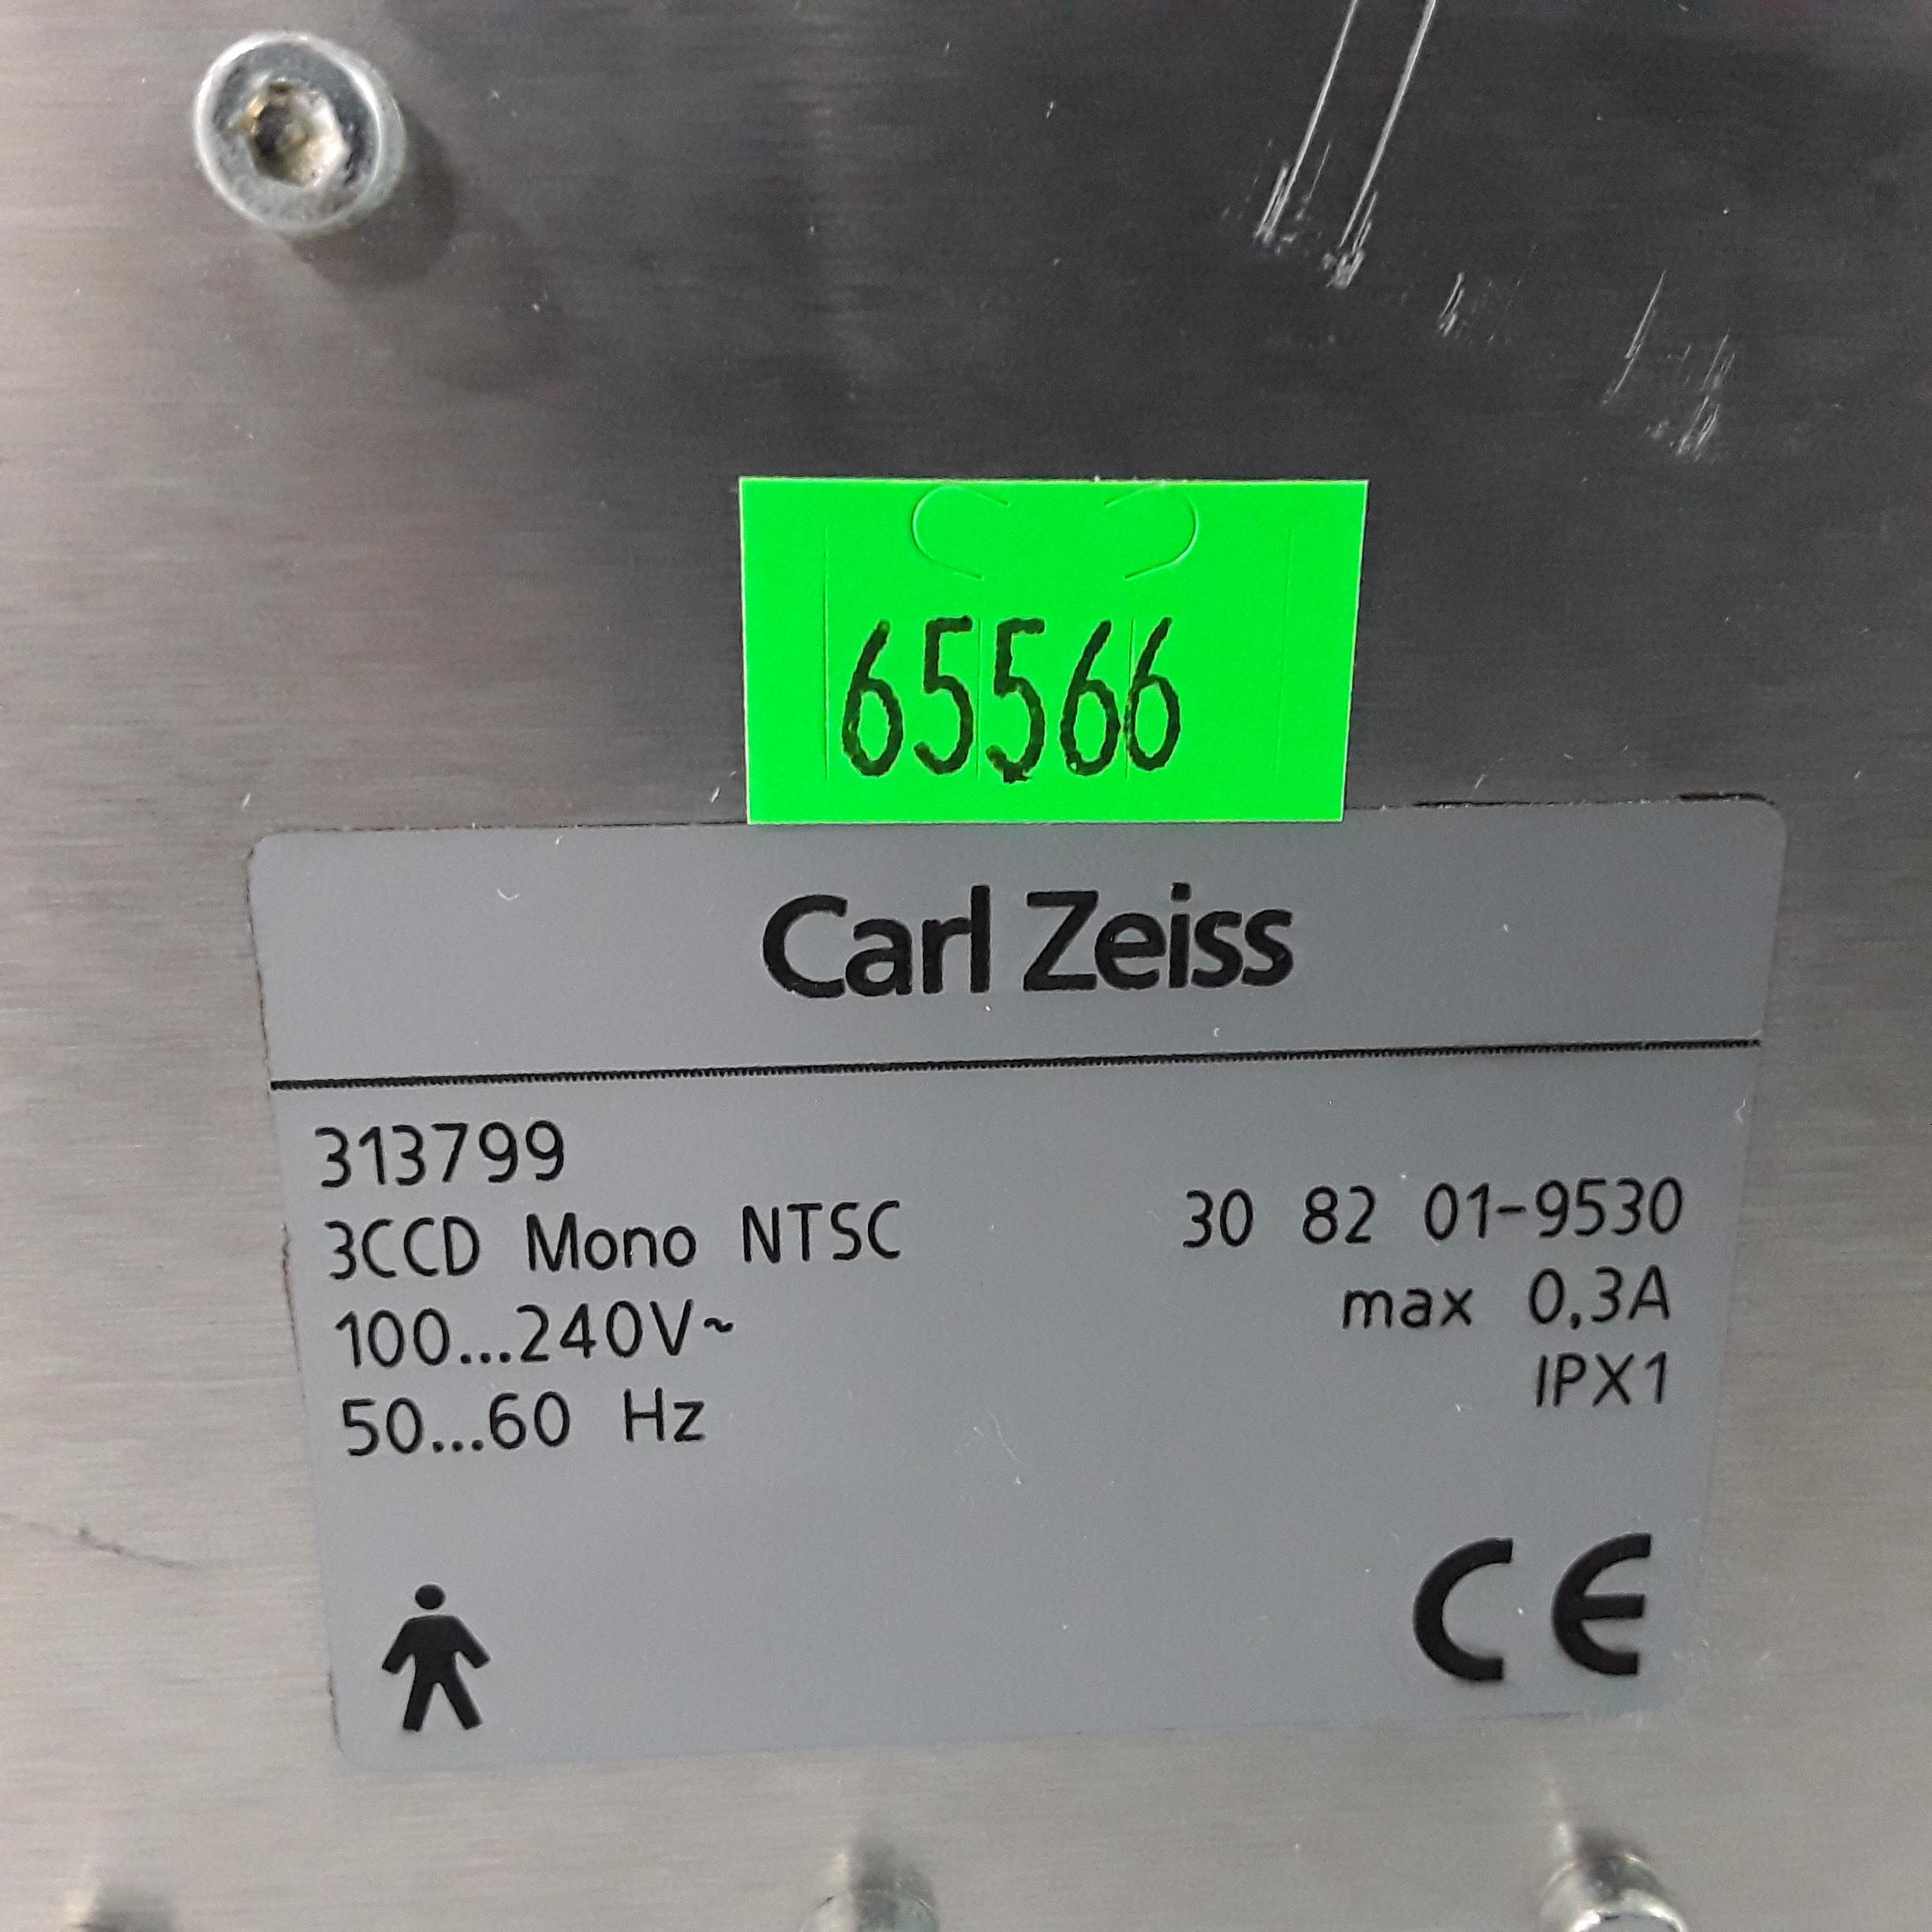 65566
Carl Zeiss
313799
3CCD Mono NTSC 30 82 01-9530
100...240V~ max 0,3A
50...60 Hz IPX1
CE